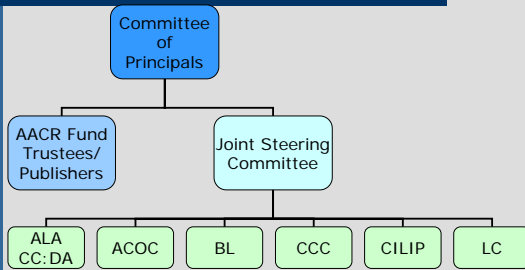 Committee
of
Principals
AACR Fund
Trustees/
Publishers
Joint Steering
Committee
ALA
CC:DA
ACOC
BL
CCC
CILIP
LC